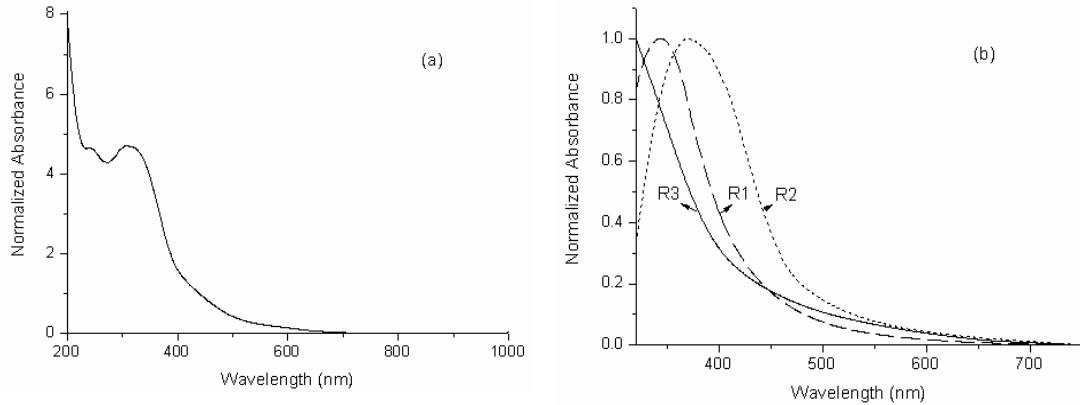 8
6
4
2
0
200
400
600
800
1000
Normalized Absorbance
Wavelength (nm)
(a)
1.0
0.8
0.6
0.4
0.2
0.0
400
500
600
700
Normalized Absorbance
Wavelength (nm)
(b)
R3
R1
R2